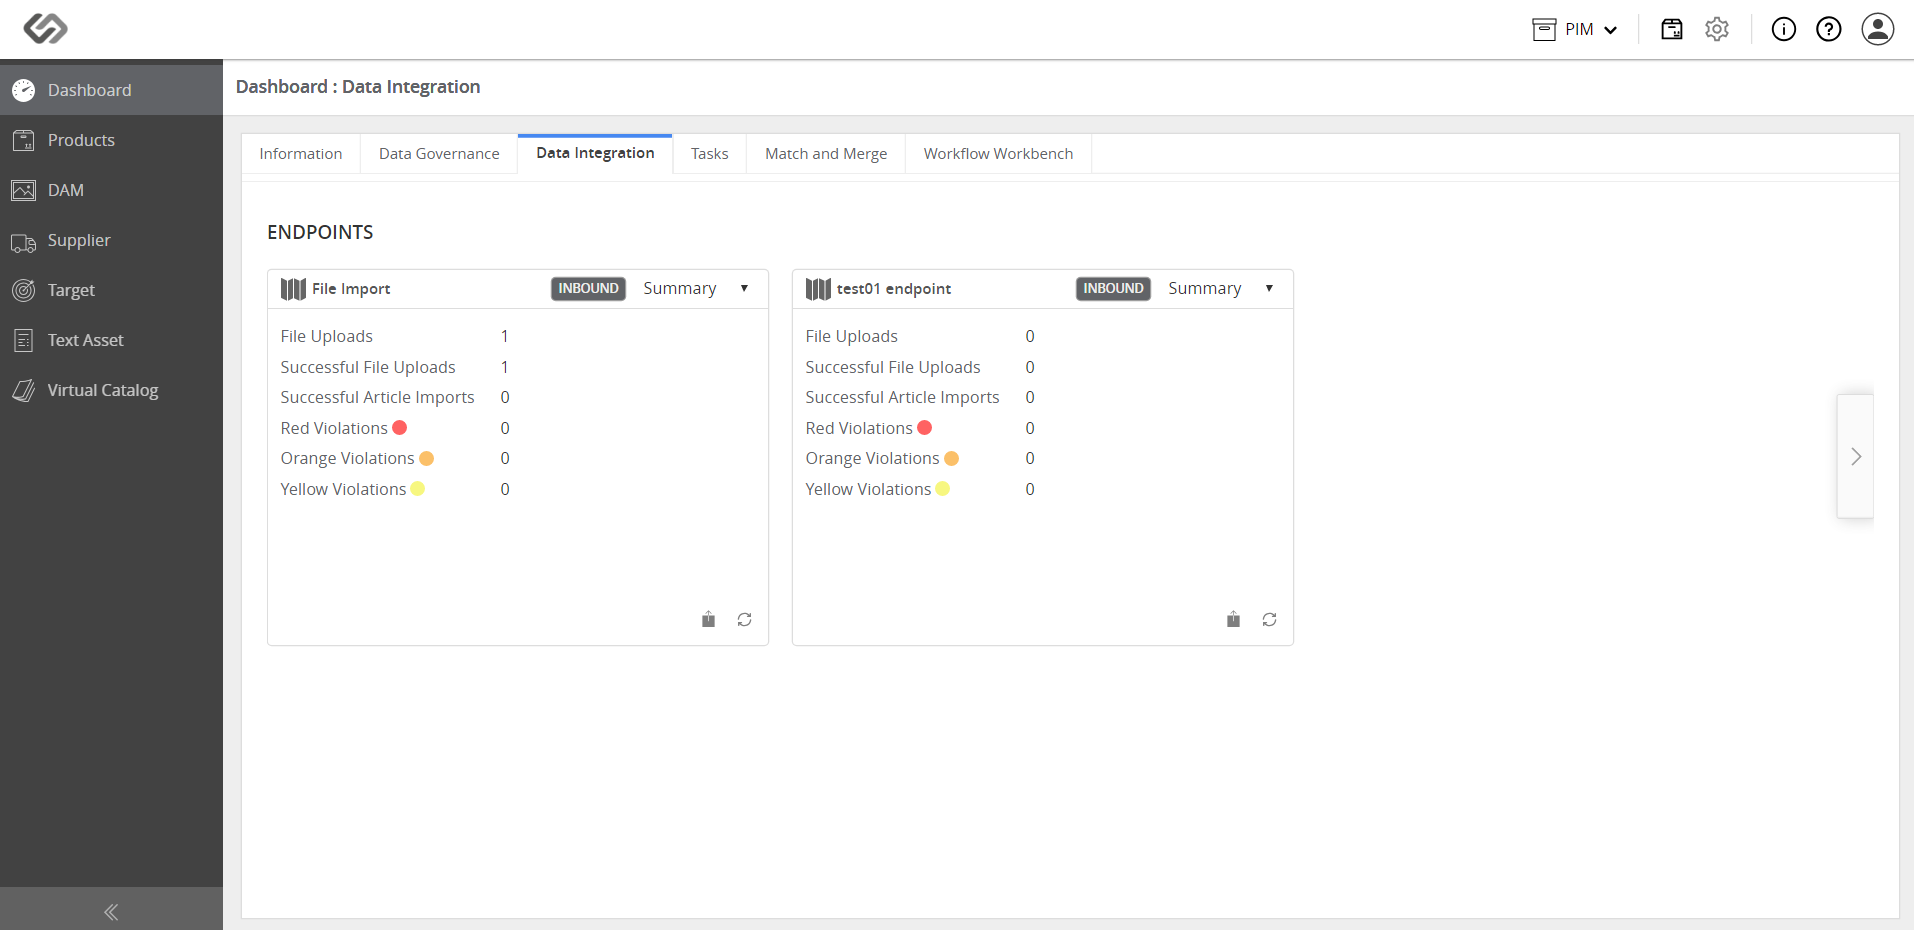 PIM
Dashboard
Products
DAM
Supplier
Target
Text Asset
Virtual Catalog
Dashboard : Data Integration
Information Data Governance Data Integration Tasks Match and Merge Workflow Workbench
ENDPOINTS
File Import INBOUND Summary
File Uploads 1
Successful File Uploads 1
Successful Article Imports 0
Red Violations 0
Orange Violations 0
Yellow Violations 0
test01 endpoint INBOUND Summary
File Uploads 0
Successful File Uploads 0
Successful Article Imports 0
Red Violations 0
Orange Violations 0
Yellow Violations 0